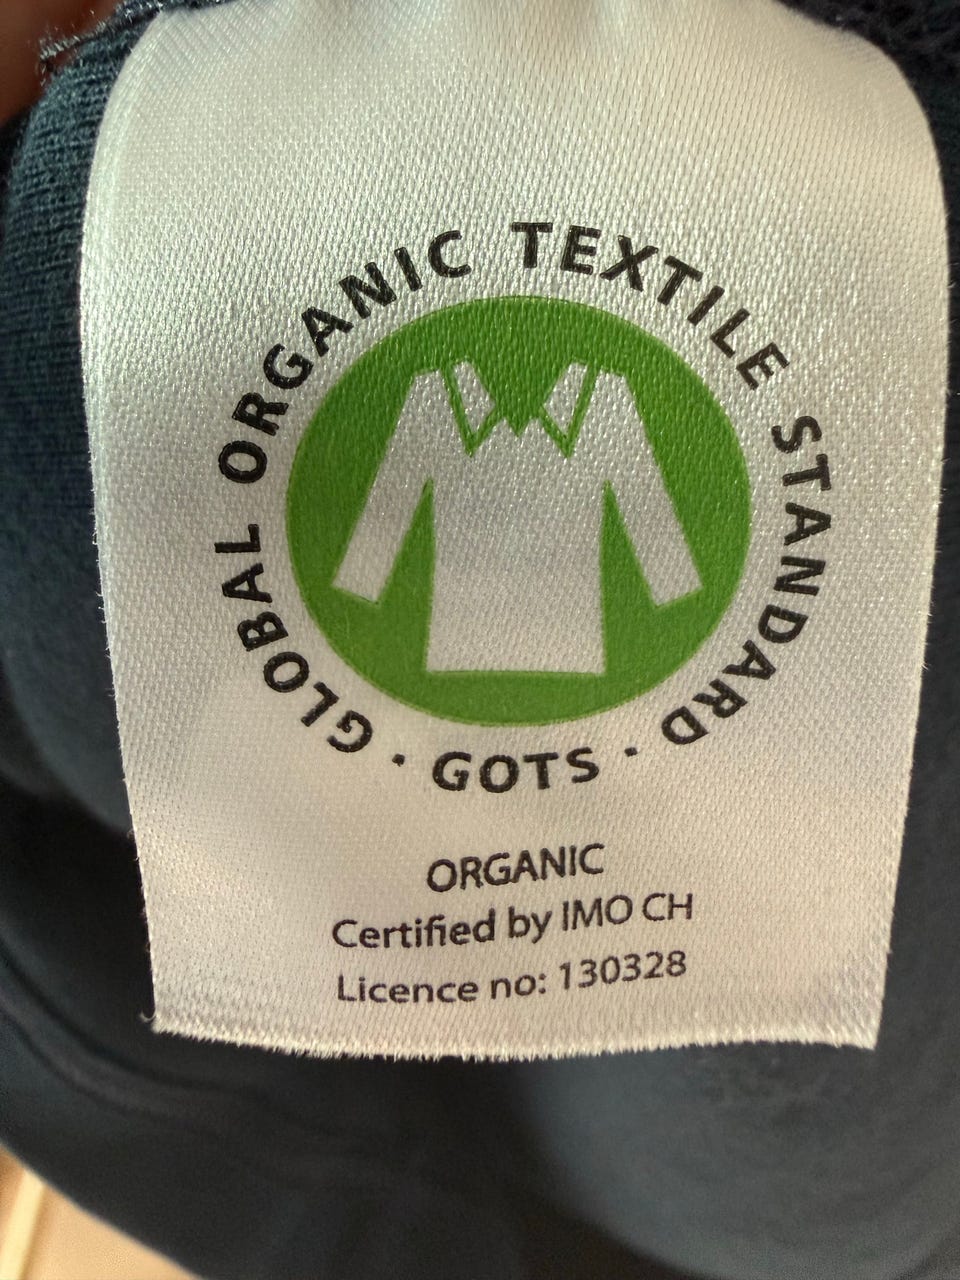 GLOBAL ORGANIC TEXTILE STANDARD · GOTS ·
ORGANIC
Certified by IMO CH
Licence no: 130328